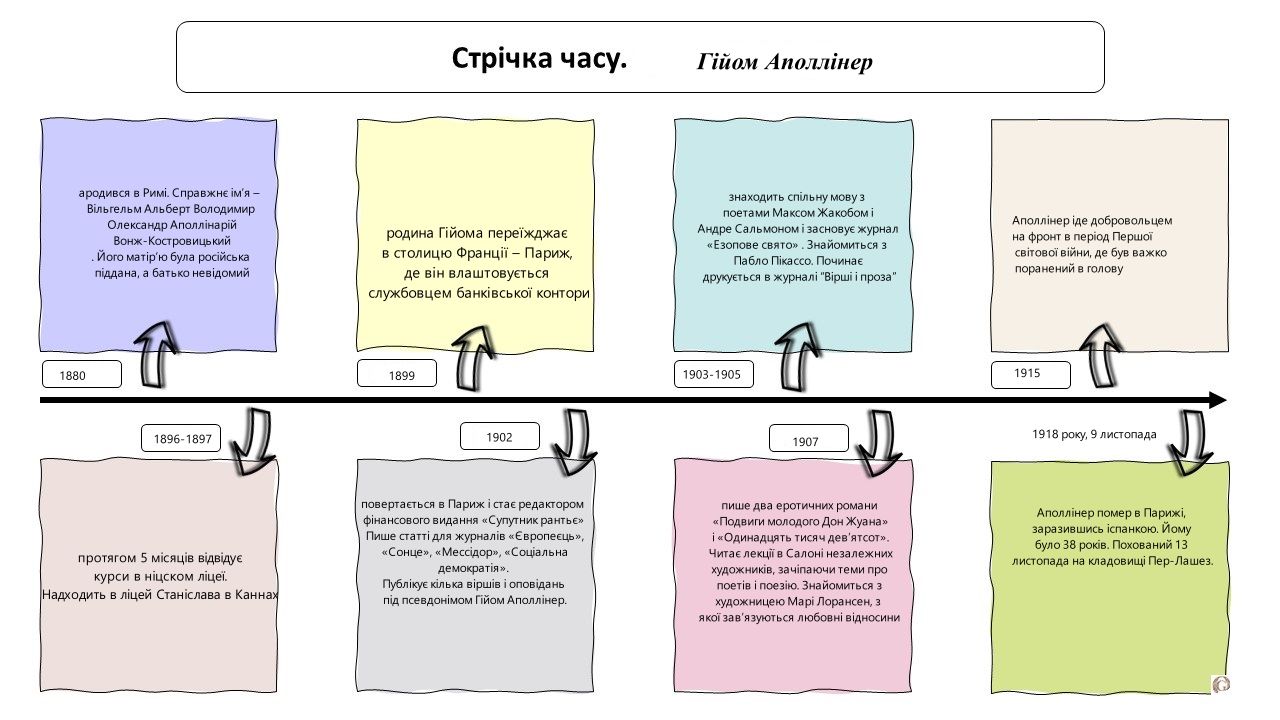 Стрічка часу. Гійом Аполлінер
ародився в Римі. Справжнє ім’я –
Вільгельм Альберт Володимир
Олександр Аполлінарій
Вонж-Костровицький
. Його матір’ю була російська
піддана, а батько невідомий
1880
родина Гійома переїжджає
в столицю Франції – Париж,
де він влаштовується
службовцем банківської контори
1899
знаходить спільну мову з
поетами Максом Жакобом і
Андре Сальмоном і засновує журнал
«Езопове свято» . Знайомиться з
Пабло Пікассо. Починає
друкується в журналі "Вірші і проза"
1903-1905
Аполлінер іде добровольцем
на фронт в період Першої
світової війни, де був важко
поранений в голову
1915
1896-1897
протягом 5 місяців відвідує
курси в ніцском ліцеї.
Надходить в ліцей Станіслава в Каннах
1902
повертається в Париж і стає редактором
фінансового видання «Супутник рантьє»
Пише статті для журналів «Європеєць»,
«Сонце», «Мессідор», «Соціальна
демократія».
Публікує кілька віршів і оповідань
під псевдонімом Гійом Аполлінер.
1907
пише два еротичних романи
«Подвиги молодого Дон Жуана»
і «Одинадцять тисяч дев’ятсот».
Читає лекції в Салоні незалежних
художників, зачіпаючи теми про
поетів і поезію. Знайомиться з
художницею Марі Лорансен, з
якої зав’язуються любовні відносини
1918 року, 9 листопада
Аполлінер помер в Парижі,
заразившись іспанкою. Йому
було 38 років. Похований 13
листопада на кладовищі Пер-Лашез.